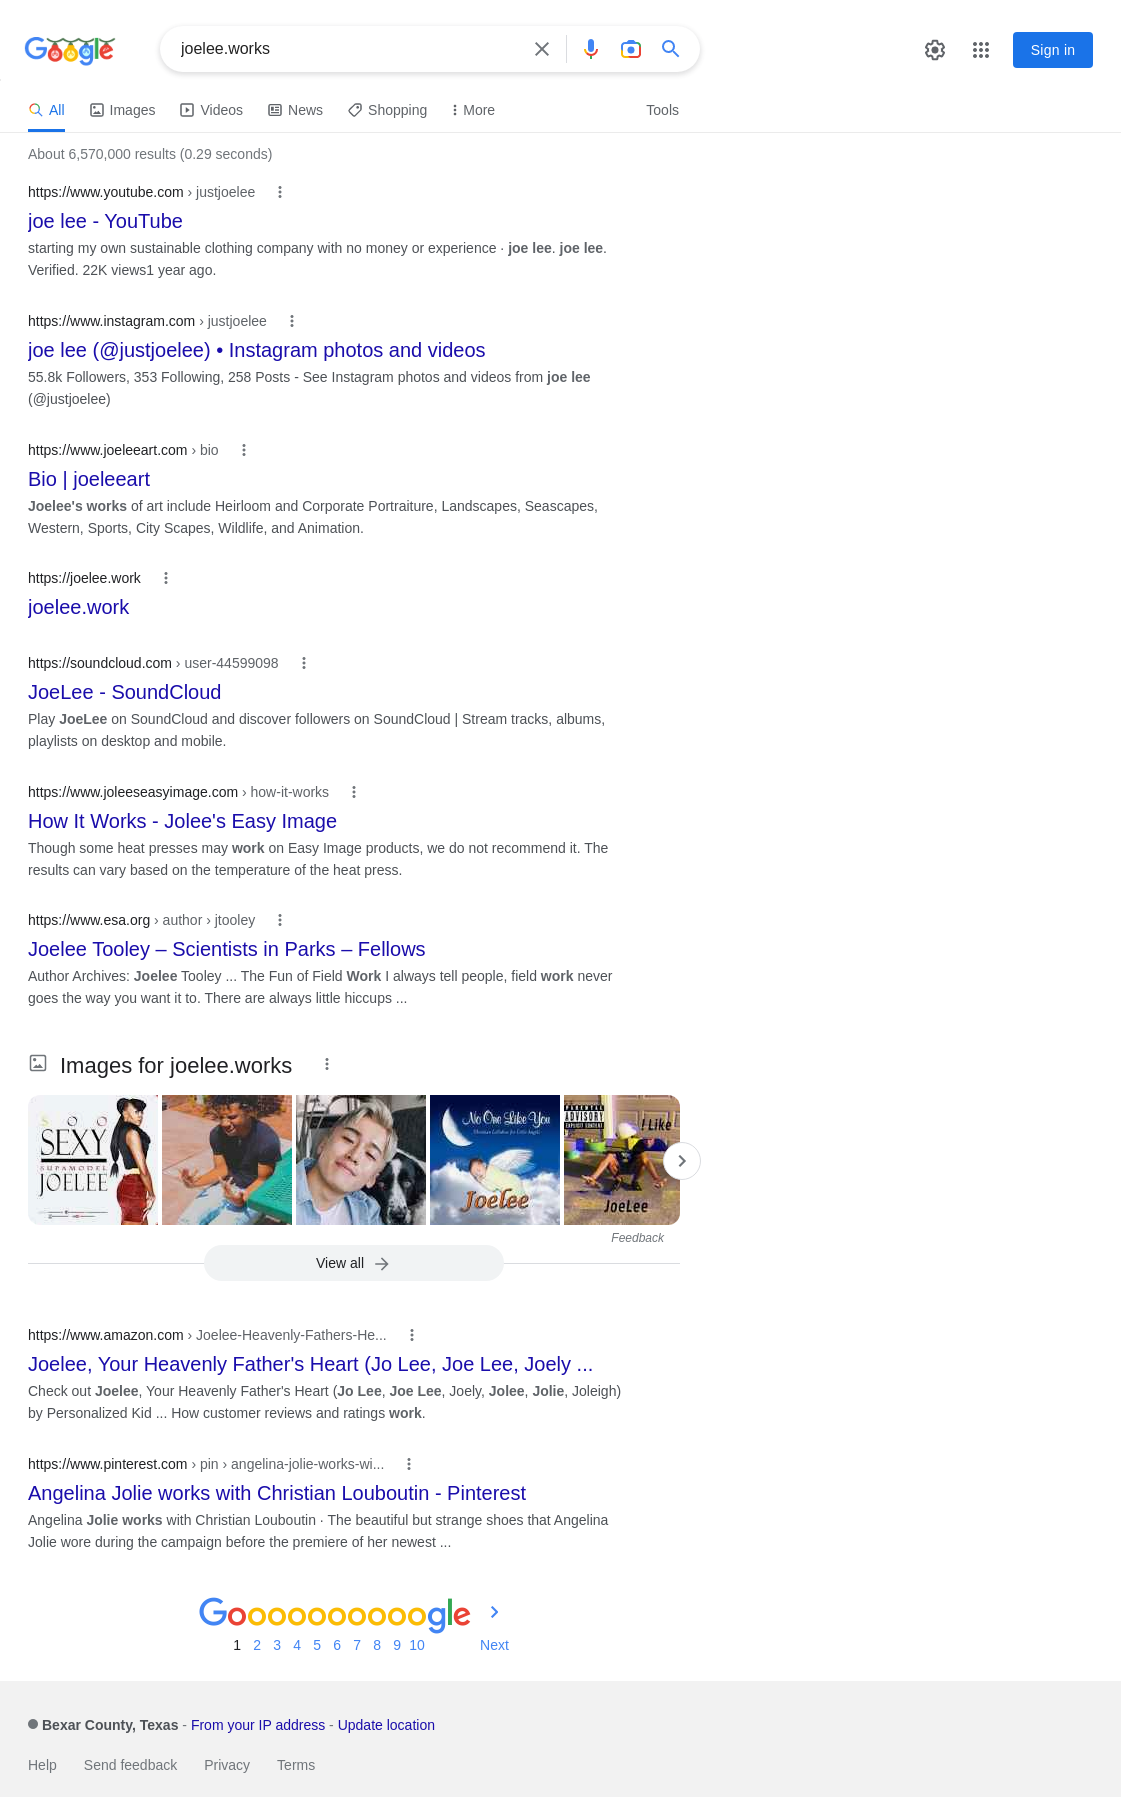 Google
joelee.works
Sign in
All Images Videos News Shopping More Tools
About 6,570,000 results (0.29 seconds)
https://www.youtube.com › justjoelee
joe lee - YouTube
starting my own sustainable clothing company with no money or experience · joe lee. joe lee.
Verified. 22K views1 year ago.
https://www.instagram.com › justjoelee
joe lee (@justjoelee) • Instagram photos and videos
55.8k Followers, 353 Following, 258 Posts - See Instagram photos and videos from joe lee
(@justjoelee)
https://www.joeleeart.com › bio
Bio | joeleeart
Joelee's works of art include Heirloom and Corporate Portraiture, Landscapes, Seascapes,
Western, Sports, City Scapes, Wildlife, and Animation.
https://joelee.work
joelee.work
https://soundcloud.com › user-44599098
JoeLee - SoundCloud
Play JoeLee on SoundCloud and discover followers on SoundCloud | Stream tracks, albums,
playlists on desktop and mobile.
https://www.joleeseasyimage.com › how-it-works
How It Works - Jolee's Easy Image
Though some heat presses may work on Easy Image products, we do not recommend it. The
results can vary based on the temperature of the heat press.
https://www.esa.org › author › jtooley
Joelee Tooley – Scientists in Parks – Fellows
Author Archives: Joelee Tooley ... The Fun of Field Work I always tell people, field work never
goes the way you want it to. There are always little hiccups ...
Images for joelee.works
SOO
SEXY
SUPAMODEL
JOELEE
No One Like You
Christian Lullabies for Little Angels
Joelee
PARENTAL
ADVISORY
EXPLICIT CONTENT
I Like
JoeLee
Feedback
View all
https://www.amazon.com › Joelee-Heavenly-Fathers-He...
Joelee, Your Heavenly Father's Heart (Jo Lee, Joe Lee, Joely ...
Check out Joelee, Your Heavenly Father's Heart (Jo Lee, Joe Lee, Joely, Jolee, Jolie, Joleigh)
by Personalized Kid ... How customer reviews and ratings work.
https://www.pinterest.com › pin › angelina-jolie-works-wi...
Angelina Jolie works with Christian Louboutin - Pinterest
Angelina Jolie works with Christian Louboutin · The beautiful but strange shoes that Angelina
Jolie wore during the campaign before the premiere of her newest ...
Goooooooooogle
1 2 3 4 5 6 7 8 9 10 Next
Bexar County, Texas - From your IP address - Update location
Help Send feedback Privacy Terms